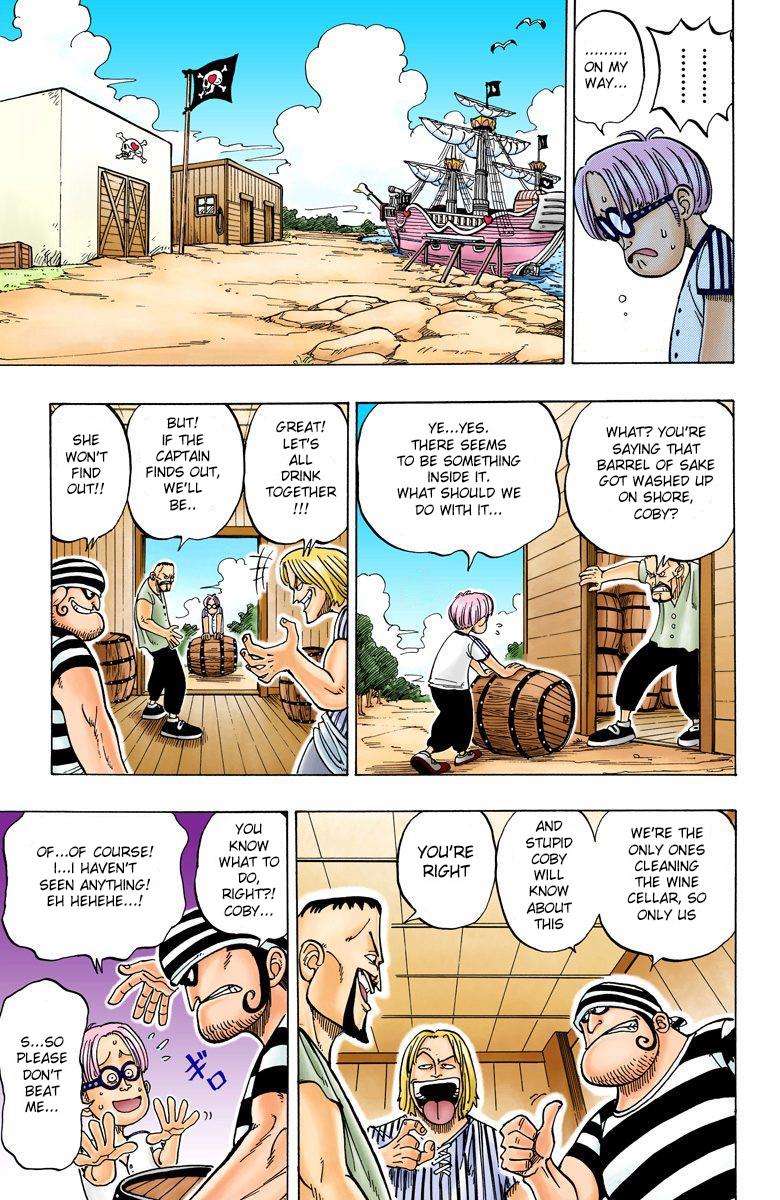 .........
.........
ON MY
WAY...
WHAT? YOU'RE
SAYING THAT
BARREL OF SAKE
GOT WASHED UP
ON SHORE,
COBY?
YE...YES.
THERE SEEMS
TO BE SOMETHING
INSIDE IT.
WHAT SHOULD WE
DO WITH IT...
GREAT!
LET'S
ALL
DRINK
TOGETHER
!!!
BUT!
IF THE
CAPTAIN
FINDS OUT,
WE'LL
BE..
SHE
WON'T
FIND
OUT!!
WE'RE THE
ONLY ONES
CLEANING
THE WINE
CELLAR, SO
ONLY US
AND
STUPID
COBY
WILL
KNOW
ABOUT
THIS
YOU'RE
RIGHT
YOU
KNOW
WHAT TO
DO,
RIGHT?!
COBY...
OF...OF COURSE!
I...I HAVEN'T
SEEN ANYTHING!
EH HEHEHE...!
ギロ
S...SO
PLEASE
DON'T
BEAT
ME...